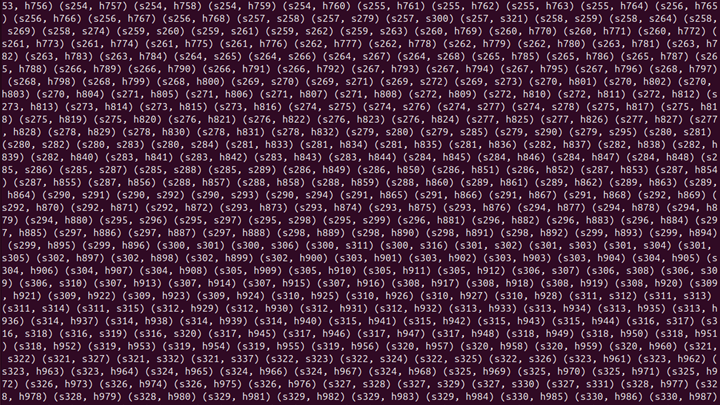 53, h756) (s254, h757) (s254, h758) (s254, h759) (s254, h760) (s255, h761) (s255, h762) (s255, h763) (s255, h764) (s256, h765
) (s256, h766) (s256, h767) (s256, h768) (s257, s258) (s257, s279) (s257, s300) (s257, s321) (s258, s259) (s258, s264) (s258,
s269) (s258, s274) (s259, s260) (s259, s261) (s259, s262) (s259, s263) (s260, h769) (s260, h770) (s260, h771) (s260, h772) (
s261, h773) (s261, h774) (s261, h775) (s261, h776) (s262, h777) (s262, h778) (s262, h779) (s262, h780) (s263, h781) (s263, h7
82) (s263, h783) (s263, h784) (s264, s265) (s264, s266) (s264, s267) (s264, s268) (s265, h785) (s265, h786) (s265, h787) (s26
5, h788) (s266, h789) (s266, h790) (s266, h791) (s266, h792) (s267, h793) (s267, h794) (s267, h795) (s267, h796) (s268, h797)
(s268, h798) (s268, h799) (s268, h800) (s269, s270) (s269, s271) (s269, s272) (s269, s273) (s270, h801) (s270, h802) (s270,
h803) (s270, h804) (s271, h805) (s271, h806) (s271, h807) (s271, h808) (s272, h809) (s272, h810) (s272, h811) (s272, h812) (s
273, h813) (s273, h814) (s273, h815) (s273, h816) (s274, s275) (s274, s276) (s274, s277) (s274, s278) (s275, h817) (s275, h81
8) (s275, h819) (s275, h820) (s276, h821) (s276, h822) (s276, h823) (s276, h824) (s277, h825) (s277, h826) (s277, h827) (s277
, h828) (s278, h829) (s278, h830) (s278, h831) (s278, h832) (s279, s280) (s279, s285) (s279, s290) (s279, s295) (s280, s281)
(s280, s282) (s280, s283) (s280, s284) (s281, h833) (s281, h834) (s281, h835) (s281, h836) (s282, h837) (s282, h838) (s282, h
839) (s282, h840) (s283, h841) (s283, h842) (s283, h843) (s283, h844) (s284, h845) (s284, h846) (s284, h847) (s284, h848) (s2
85, s286) (s285, s287) (s285, s288) (s285, s289) (s286, h849) (s286, h850) (s286, h851) (s286, h852) (s287, h853) (s287, h854
) (s287, h855) (s287, h856) (s288, h857) (s288, h858) (s288, h859) (s288, h860) (s289, h861) (s289, h862) (s289, h863) (s289,
h864) (s290, s291) (s290, s292) (s290, s293) (s290, s294) (s291, h865) (s291, h866) (s291, h867) (s291, h868) (s292, h869) (
s292, h870) (s292, h871) (s292, h872) (s293, h873) (s293, h874) (s293, h875) (s293, h876) (s294, h877) (s294, h878) (s294, h8
79) (s294, h880) (s295, s296) (s295, s297) (s295, s298) (s295, s299) (s296, h881) (s296, h882) (s296, h883) (s296, h884) (s29
7, h885) (s297, h886) (s297, h887) (s297, h888) (s298, h889) (s298, h890) (s298, h891) (s298, h892) (s299, h893) (s299, h894)
(s299, h895) (s299, h896) (s300, s301) (s300, s306) (s300, s311) (s300, s316) (s301, s302) (s301, s303) (s301, s304) (s301,
s305) (s302, h897) (s302, h898) (s302, h899) (s302, h900) (s303, h901) (s303, h902) (s303, h903) (s303, h904) (s304, h905) (s
304, h906) (s304, h907) (s304, h908) (s305, h909) (s305, h910) (s305, h911) (s305, h912) (s306, s307) (s306, s308) (s306, s30
9) (s306, s310) (s307, h913) (s307, h914) (s307, h915) (s307, h916) (s308, h917) (s308, h918) (s308, h919) (s308, h920) (s309
, h921) (s309, h922) (s309, h923) (s309, h924) (s310, h925) (s310, h926) (s310, h927) (s310, h928) (s311, s312) (s311, s313)
(s311, s314) (s311, s315) (s312, h929) (s312, h930) (s312, h931) (s312, h932) (s313, h933) (s313, h934) (s313, h935) (s313, h
936) (s314, h937) (s314, h938) (s314, h939) (s314, h940) (s315, h941) (s315, h942) (s315, h943) (s315, h944) (s316, s317) (s3
16, s318) (s316, s319) (s316, s320) (s317, h945) (s317, h946) (s317, h947) (s317, h948) (s318, h949) (s318, h950) (s318, h951
) (s318, h952) (s319, h953) (s319, h954) (s319, h955) (s319, h956) (s320, h957) (s320, h958) (s320, h959) (s320, h960) (s321,
s322) (s321, s327) (s321, s332) (s321, s337) (s322, s323) (s322, s324) (s322, s325) (s322, s326) (s323, h961) (s323, h962) (
s323, h963) (s323, h964) (s324, h965) (s324, h966) (s324, h967) (s324, h968) (s325, h969) (s325, h970) (s325, h971) (s325, h9
72) (s326, h973) (s326, h974) (s326, h975) (s326, h976) (s327, s328) (s327, s329) (s327, s330) (s327, s331) (s328, h977) (s32
8, h978) (s328, h979) (s328, h980) (s329, h981) (s329, h982) (s329, h983) (s329, h984) (s330, h985) (s330, h986) (s330, h987)